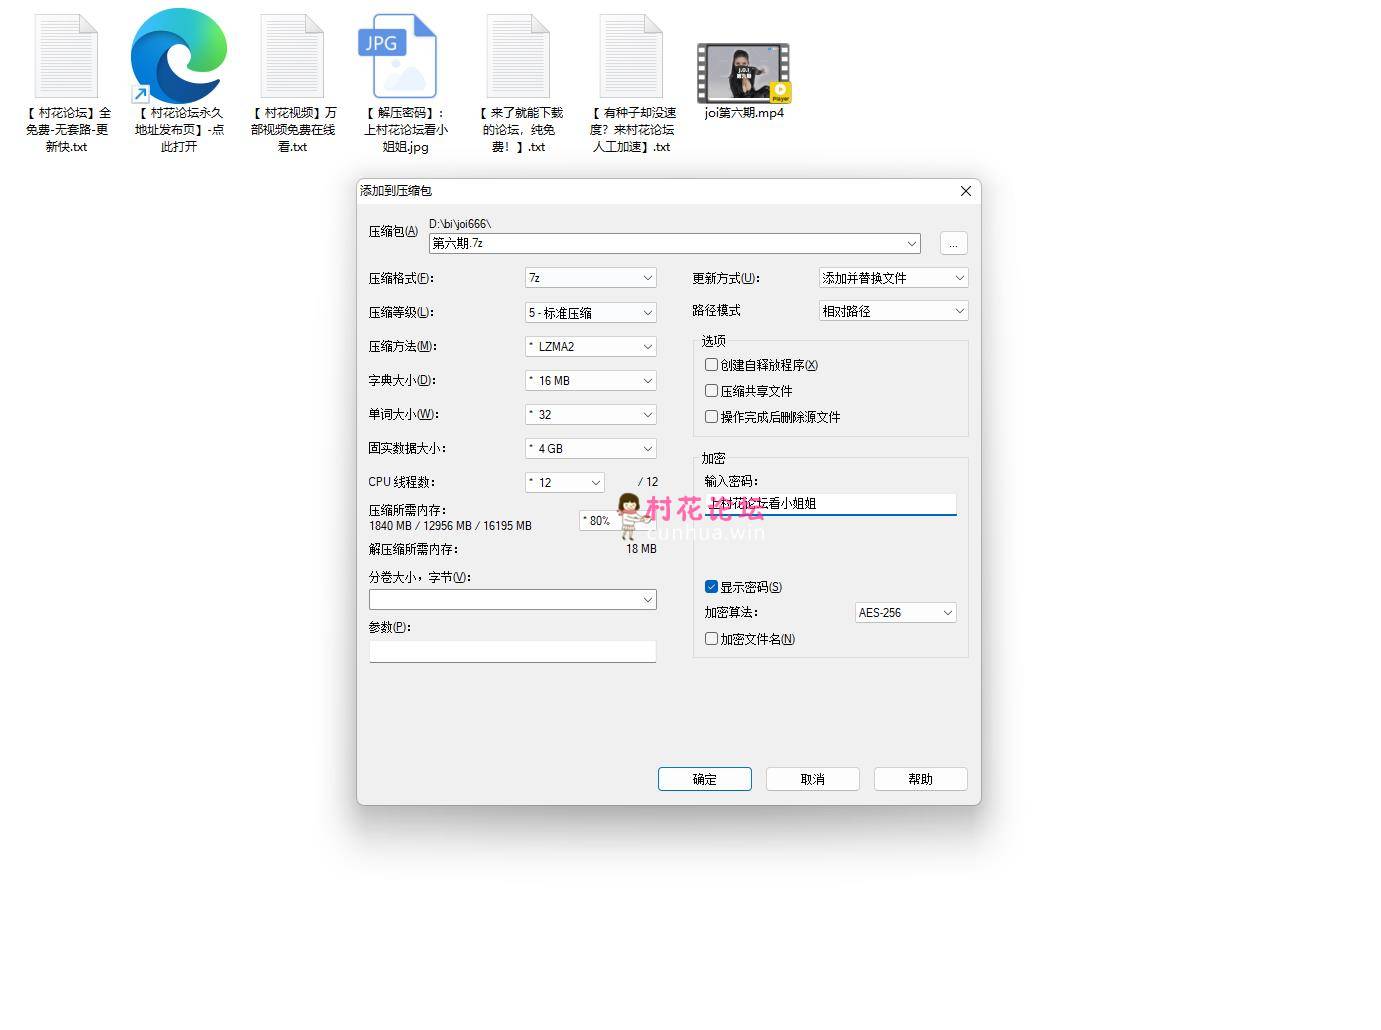 【 村花论坛】全
免费-无套路-更
新快.txt
【 村花论坛永久
地址发布页】-点
此打开
【 村花视频】万
部视频免费在线
看.txt
JPG
【 解压密码】:
上村花论坛看小
姐姐.jpg
【 来了就能下载
的论坛，纯免
费！】.txt
【 有种子却没速
度？来村花论坛
人工加速】.txt
Player
joi第六期.mp4
添加到压缩包
压缩包(A)
D:\bi\joi666\
第六期.7z
...
压缩格式(F):
7z
压缩等级(L):
5 - 标准压缩
压缩方法(M):
* LZMA2
字典大小(D):
* 16 MB
单词大小(W):
* 32
固实数据大小:
* 4 GB
CPU 线程数:
* 12
/ 12
压缩所需内存:
1840 MB / 12956 MB / 16195 MB
* 80%
解压缩所需内存:
18 MB
分卷大小，字节(V):
参数(P):
更新方式(U):
添加并替换文件
路径模式
相对路径
选项
创建自释放程序(X)
压缩共享文件
操作完成后删除源文件
加密
输入密码:
上村花论坛看小姐姐
村花论坛
cunhua.win
显示密码(S)
加密算法:
AES-256
加密文件名(N)
确定
取消
帮助